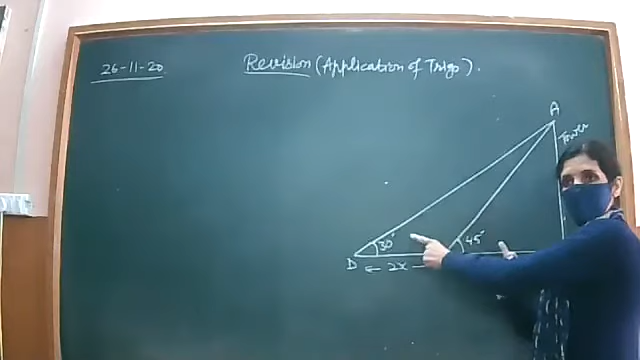 26-11-20
Revision (Application of Trigo).
A
Tower
30°
45°
D
2x